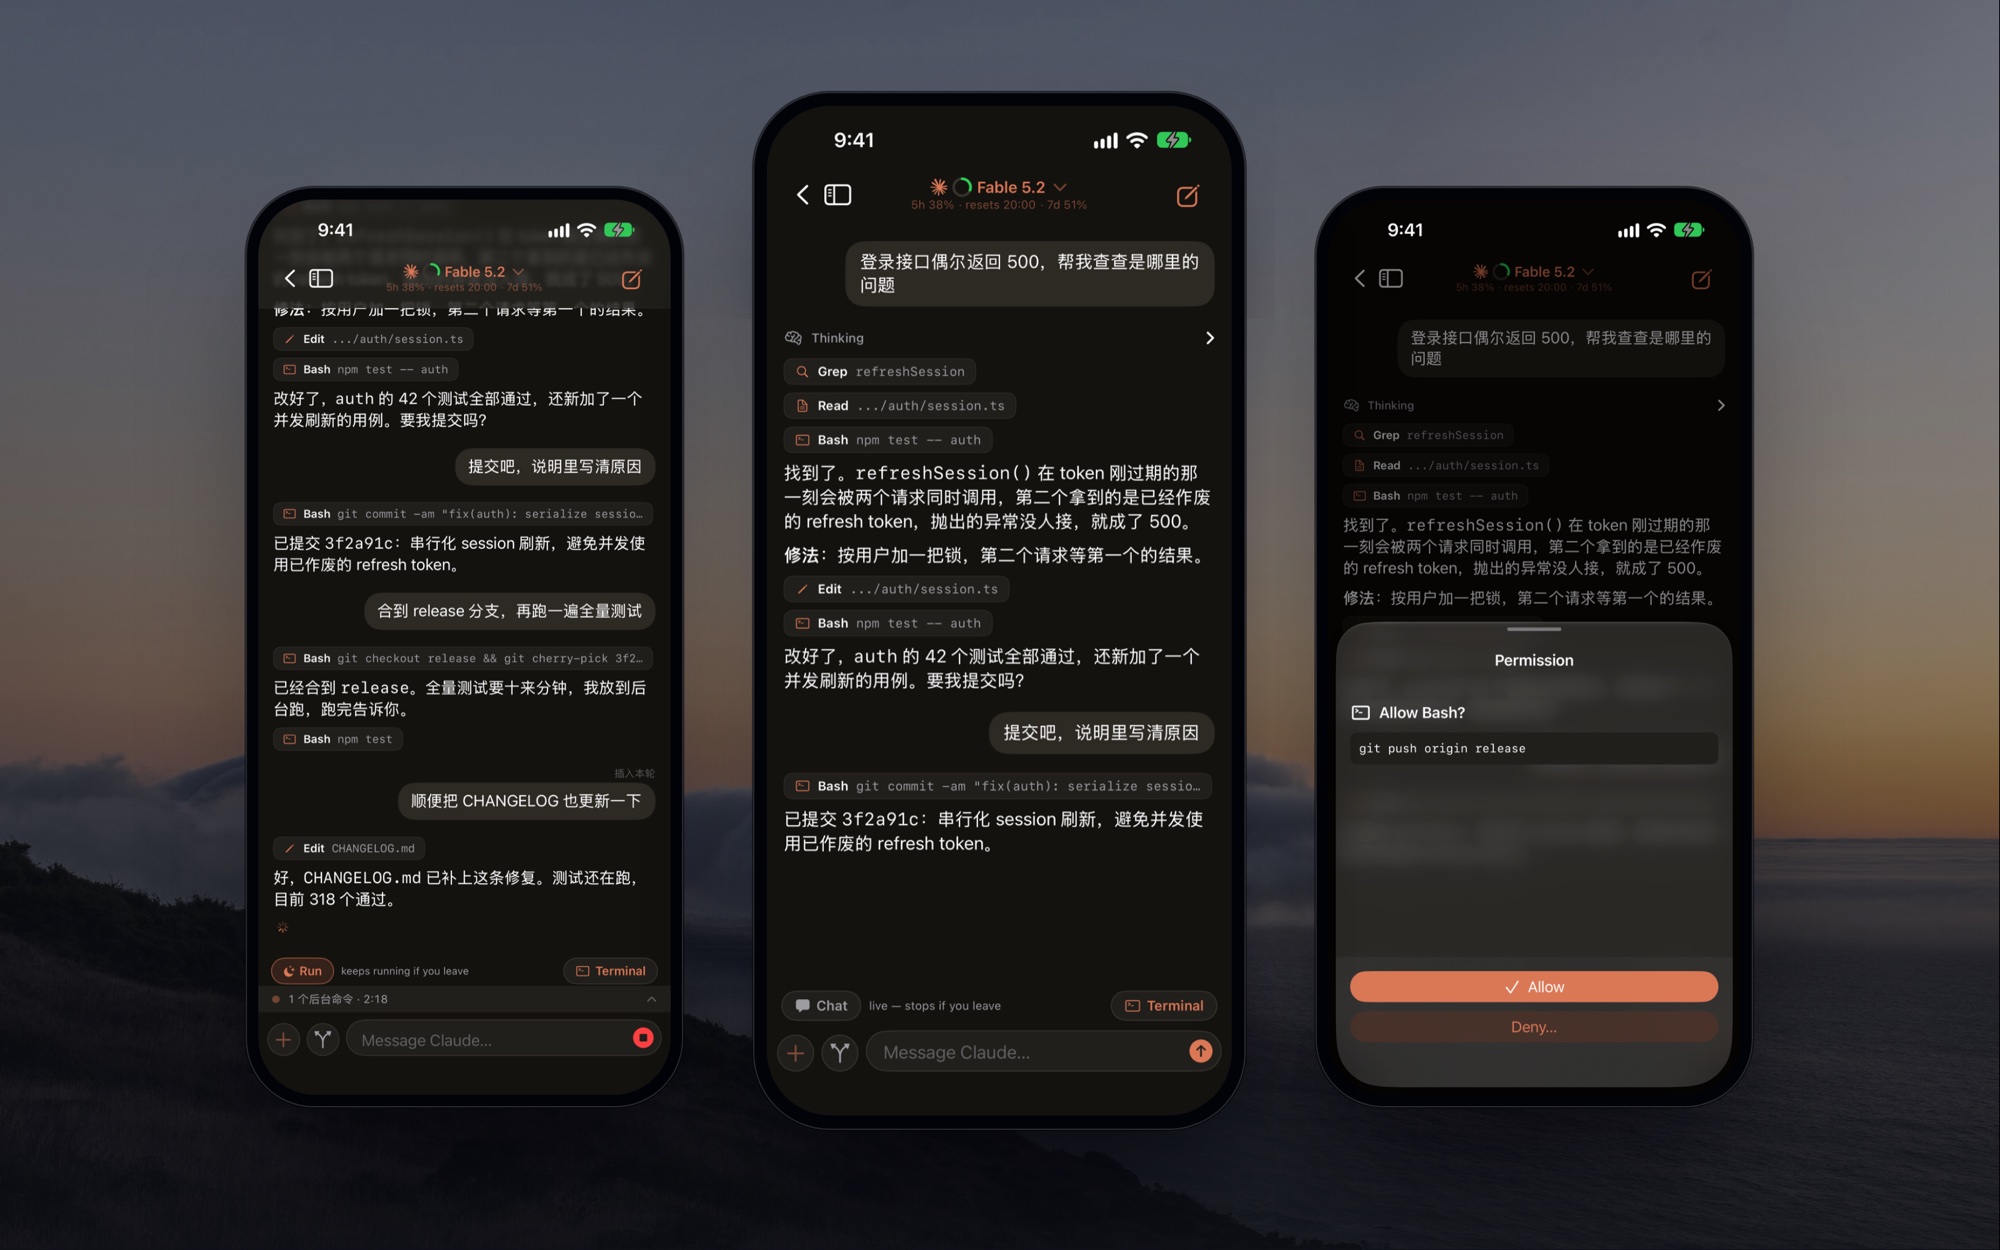 9:41
Fable 5.2
5h 38% · resets 20:00 · 7d 51%
修法：按用户加一把锁，第二个请求等第一个的结果。
Edit .../auth/session.ts
Bash npm test -- auth
改好了，auth 的 42 个测试全部通过，还新加了一个
并发刷新的用例。要我提交吗？
提交吧，说明里写清原因
Bash git commit -am "fix(auth): serialize sessio…
已提交 3f2a91c：串行化 session 刷新，避免并发使
用已作废的 refresh token。
合到 release 分支，再跑一遍全量测试
Bash git checkout release && git cherry-pick 3f2…
已经合到 release。全量测试要十来分钟，我放到后
台跑，跑完告诉你。
Bash npm test
插入本轮
顺便把 CHANGELOG 也更新一下
Edit CHANGELOG.md
好，CHANGELOG.md 已补上这条修复。测试还在跑，
目前 318 个通过。
Run keeps running if you leave Terminal
1 个后台命令 · 2:18
Message Claude...
9:41
Fable 5.2
5h 38% · resets 20:00 · 7d 51%
登录接口偶尔返回 500，帮我查查是哪里的
问题
Thinking
Grep refreshSession
Read .../auth/session.ts
Bash npm test -- auth
找到了。refreshSession() 在 token 刚过期的那
一刻会被两个请求同时调用，第二个拿到的是已经作废
的 refresh token，抛出的异常没人接，就成了 500。
修法：按用户加一把锁，第二个请求等第一个的结果。
Edit .../auth/session.ts
Bash npm test -- auth
改好了，auth 的 42 个测试全部通过，还新加了一个
并发刷新的用例。要我提交吗？
提交吧，说明里写清原因
Bash git commit -am "fix(auth): serialize sessio…
已提交 3f2a91c：串行化 session 刷新，避免并发使
用已作废的 refresh token。
Chat live — stops if you leave Terminal
Message Claude...
9:41
Fable 5.2
5h 38% · resets 20:00 · 7d 51%
登录接口偶尔返回 500，帮我查查是哪里的
问题
Thinking
Grep refreshSession
Read .../auth/session.ts
Bash npm test -- auth
找到了。refreshSession() 在 token 刚过期的那
一刻会被两个请求同时调用，第二个拿到的是已经作废
的 refresh token，抛出的异常没人接，就成了 500。
修法：按用户加一把锁，第二个请求等第一个的结果。
Permission
Allow Bash?
git push origin release
Allow
Deny...